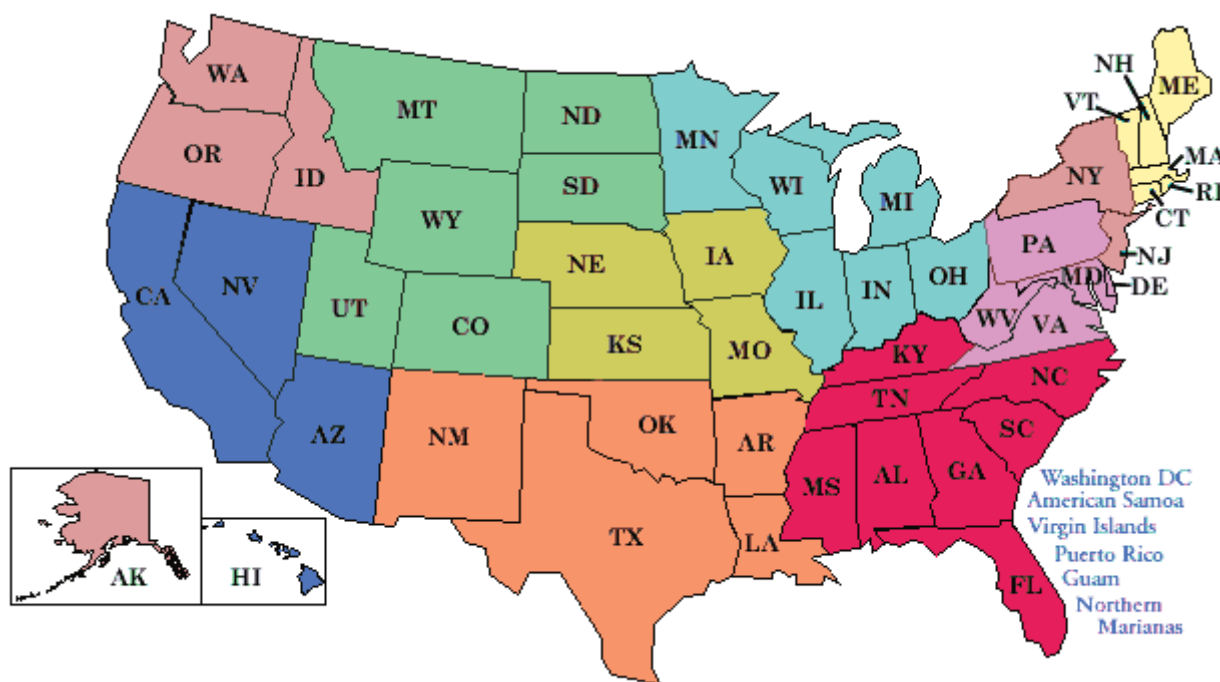 WA
MT
ND
MN
NH
ME
VT
OR
ID
SD
WI
MI
NY
MA
RI
CT
WY
NE
IA
PA
NJ
CA
NV
UT
CO
IL
IN
OH
MD
DE
WV
VA
KS
MO
KY
NC
TN
AZ
NM
OK
AR
SC
MS
AL
GA
TX
LA
FL
AK
HI
Washington DC
American Samoa
Virgin Islands
Puerto Rico
Guam
Northern
Marianas